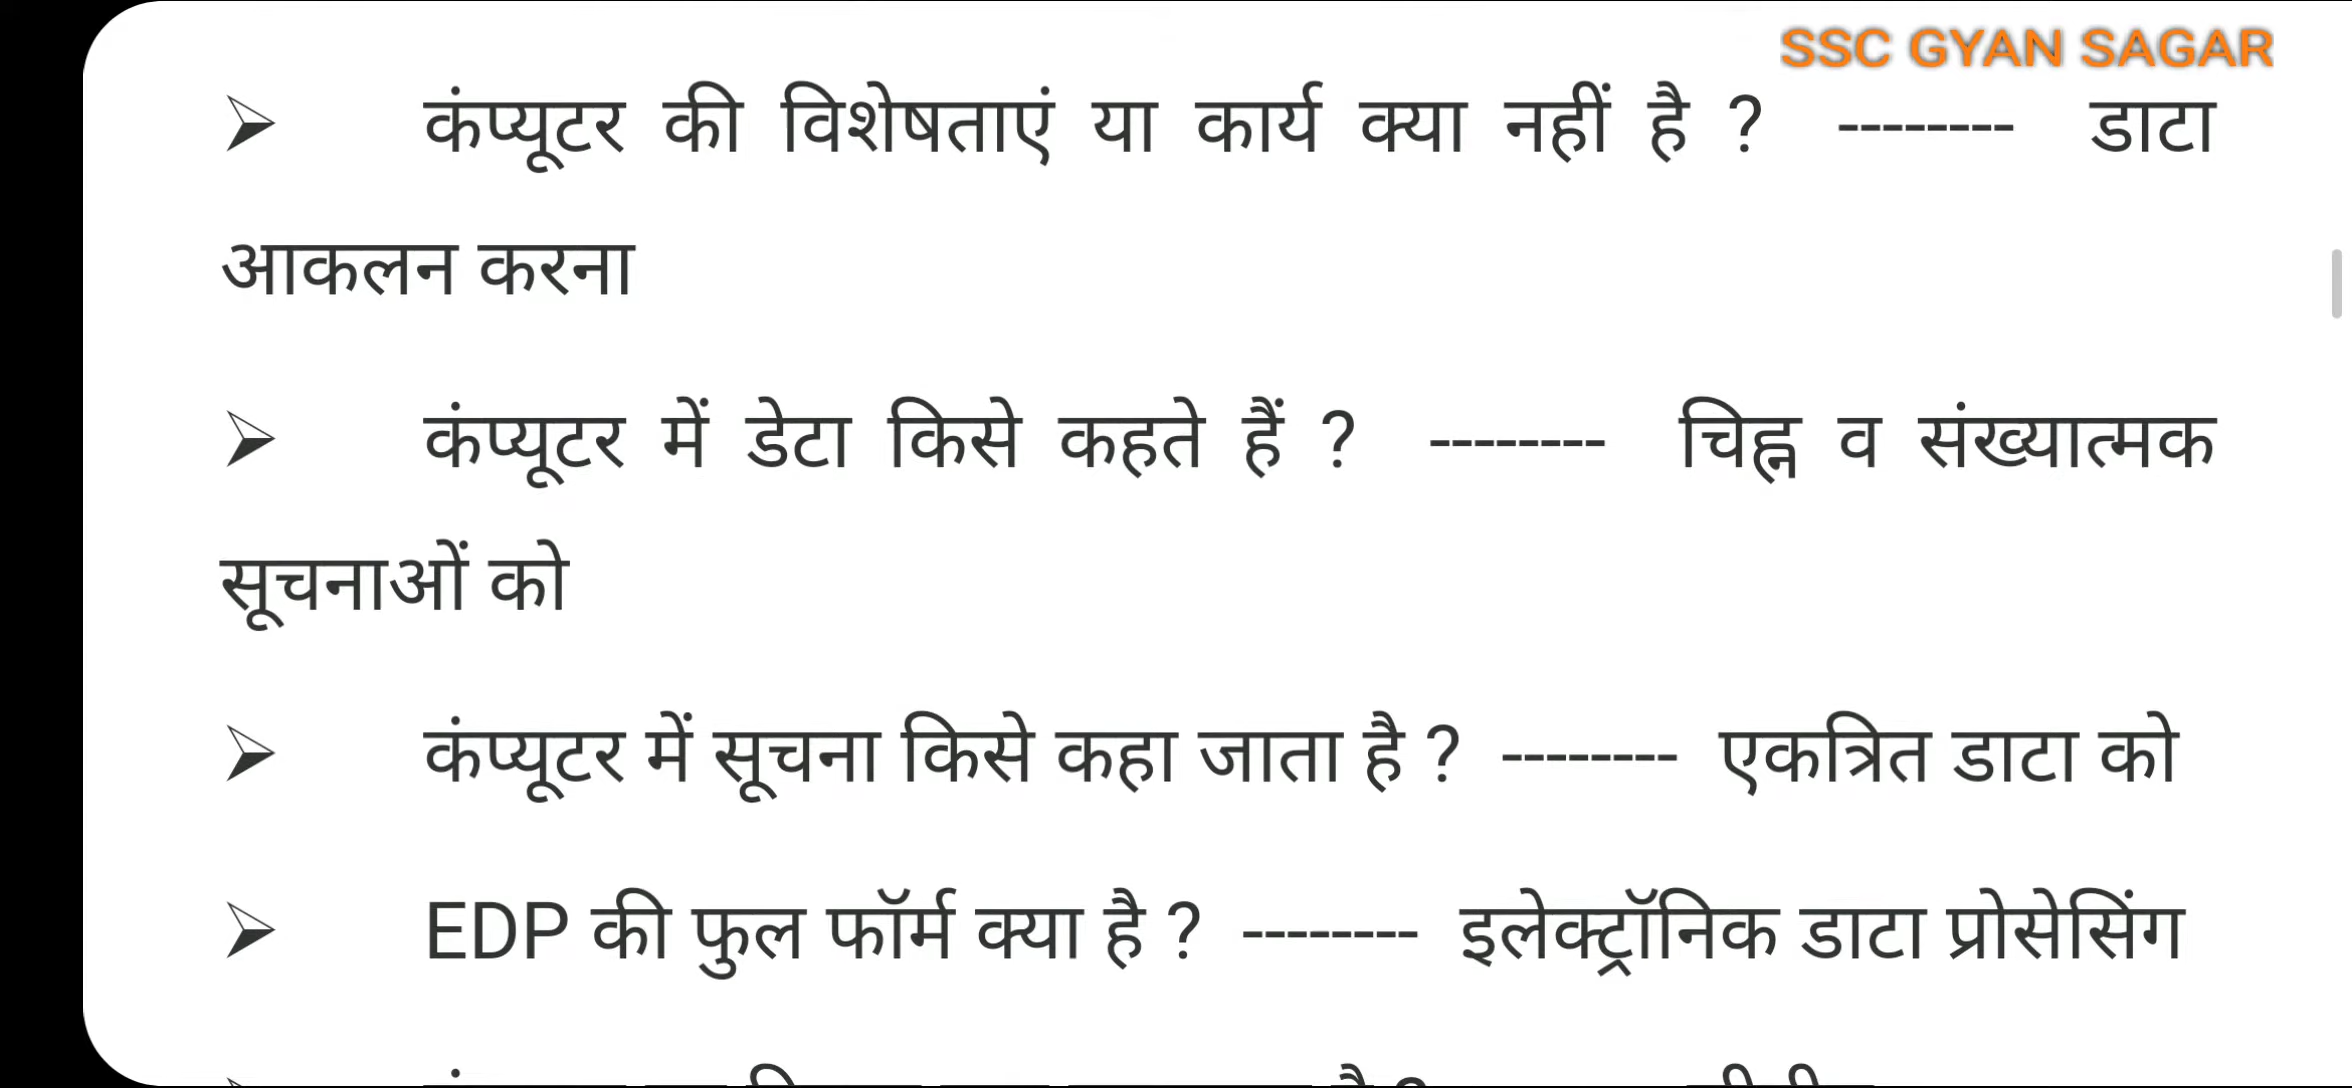 SSC GYAN SAGAR
➢ कंप्यूटर की विशेषताएं या कार्य क्या नहीं है ? -------- डाटा
आकलन करना
➢ कंप्यूटर में डेटा किसे कहते हैं ? -------- चिह्न व संख्यात्मक
सूचनाओं को
➢ कंप्यूटर में सूचना किसे कहा जाता है ? -------- एकत्रित डाटा को
➢ EDP की फुल फॉर्म क्या है ? -------- इलेक्ट्रॉनिक डाटा प्रोसेसिंग